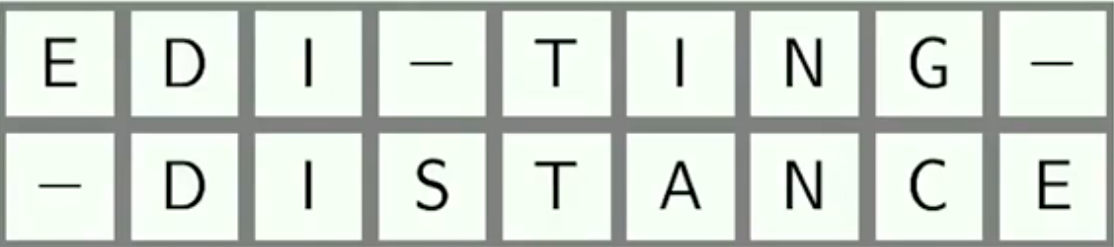 E D I – T I N G –
– D I S T A N C E